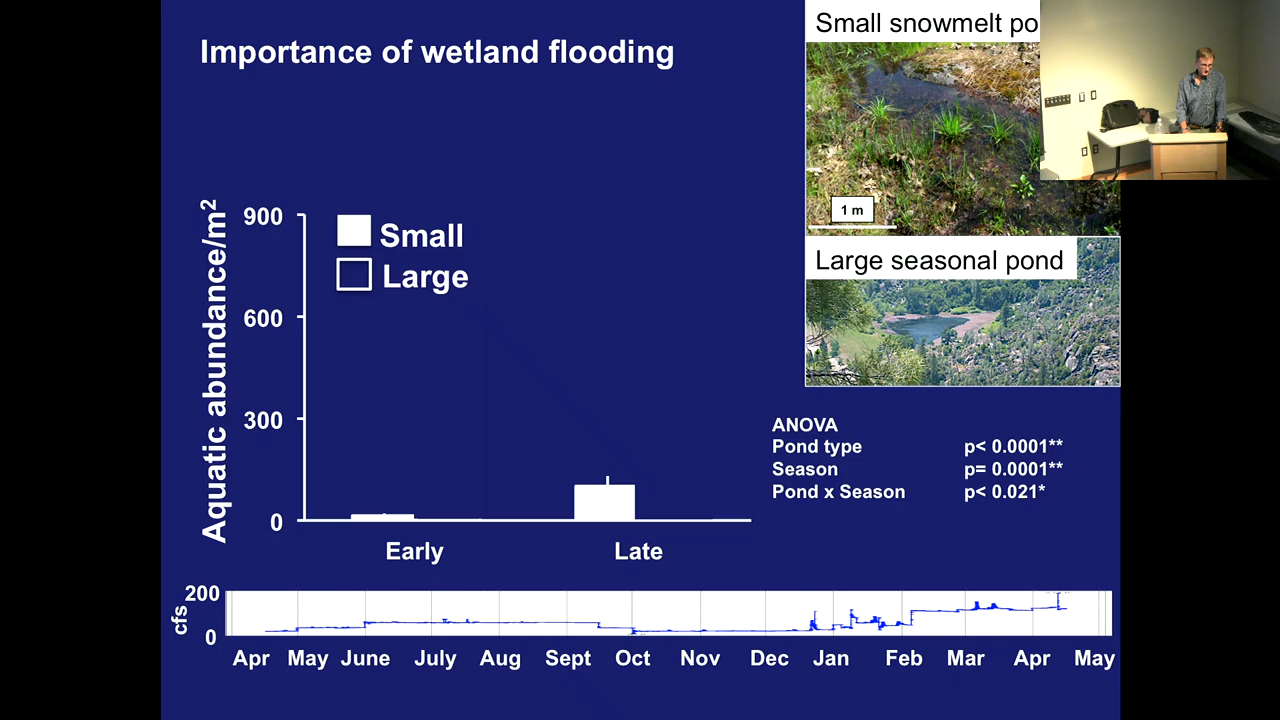 Importance of wetland flooding
Small snowmelt po
1 m
Large seasonal pond
Aquatic abundance/m²
900
600
300
0
Small
Large
Early
Late
ANOVA
Pond type p< 0.0001**
Season p= 0.0001**
Pond x Season p< 0.021*
cfs
200
0
Apr May June July Aug Sept Oct Nov Dec Jan Feb Mar Apr May